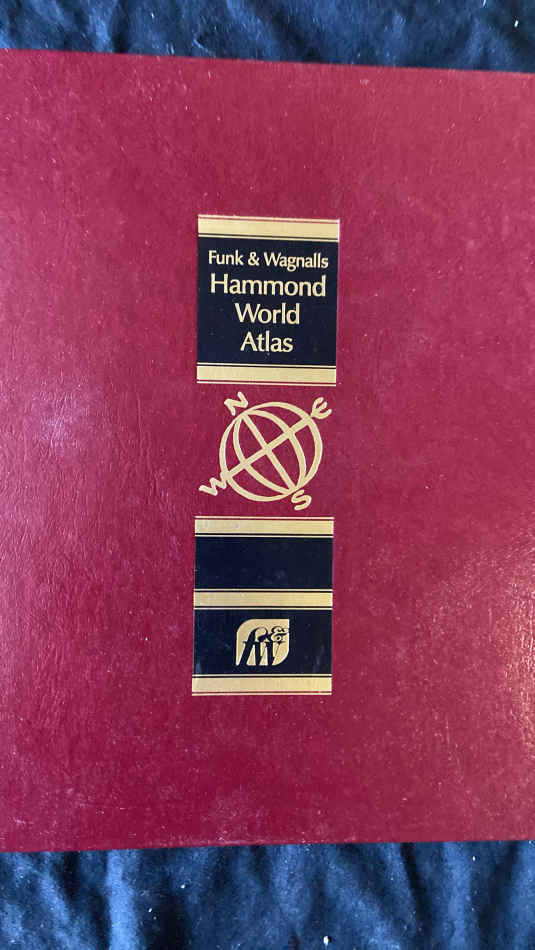 Funk & Wagnalls
Hammond
World
Atlas
N E
W S
f&w